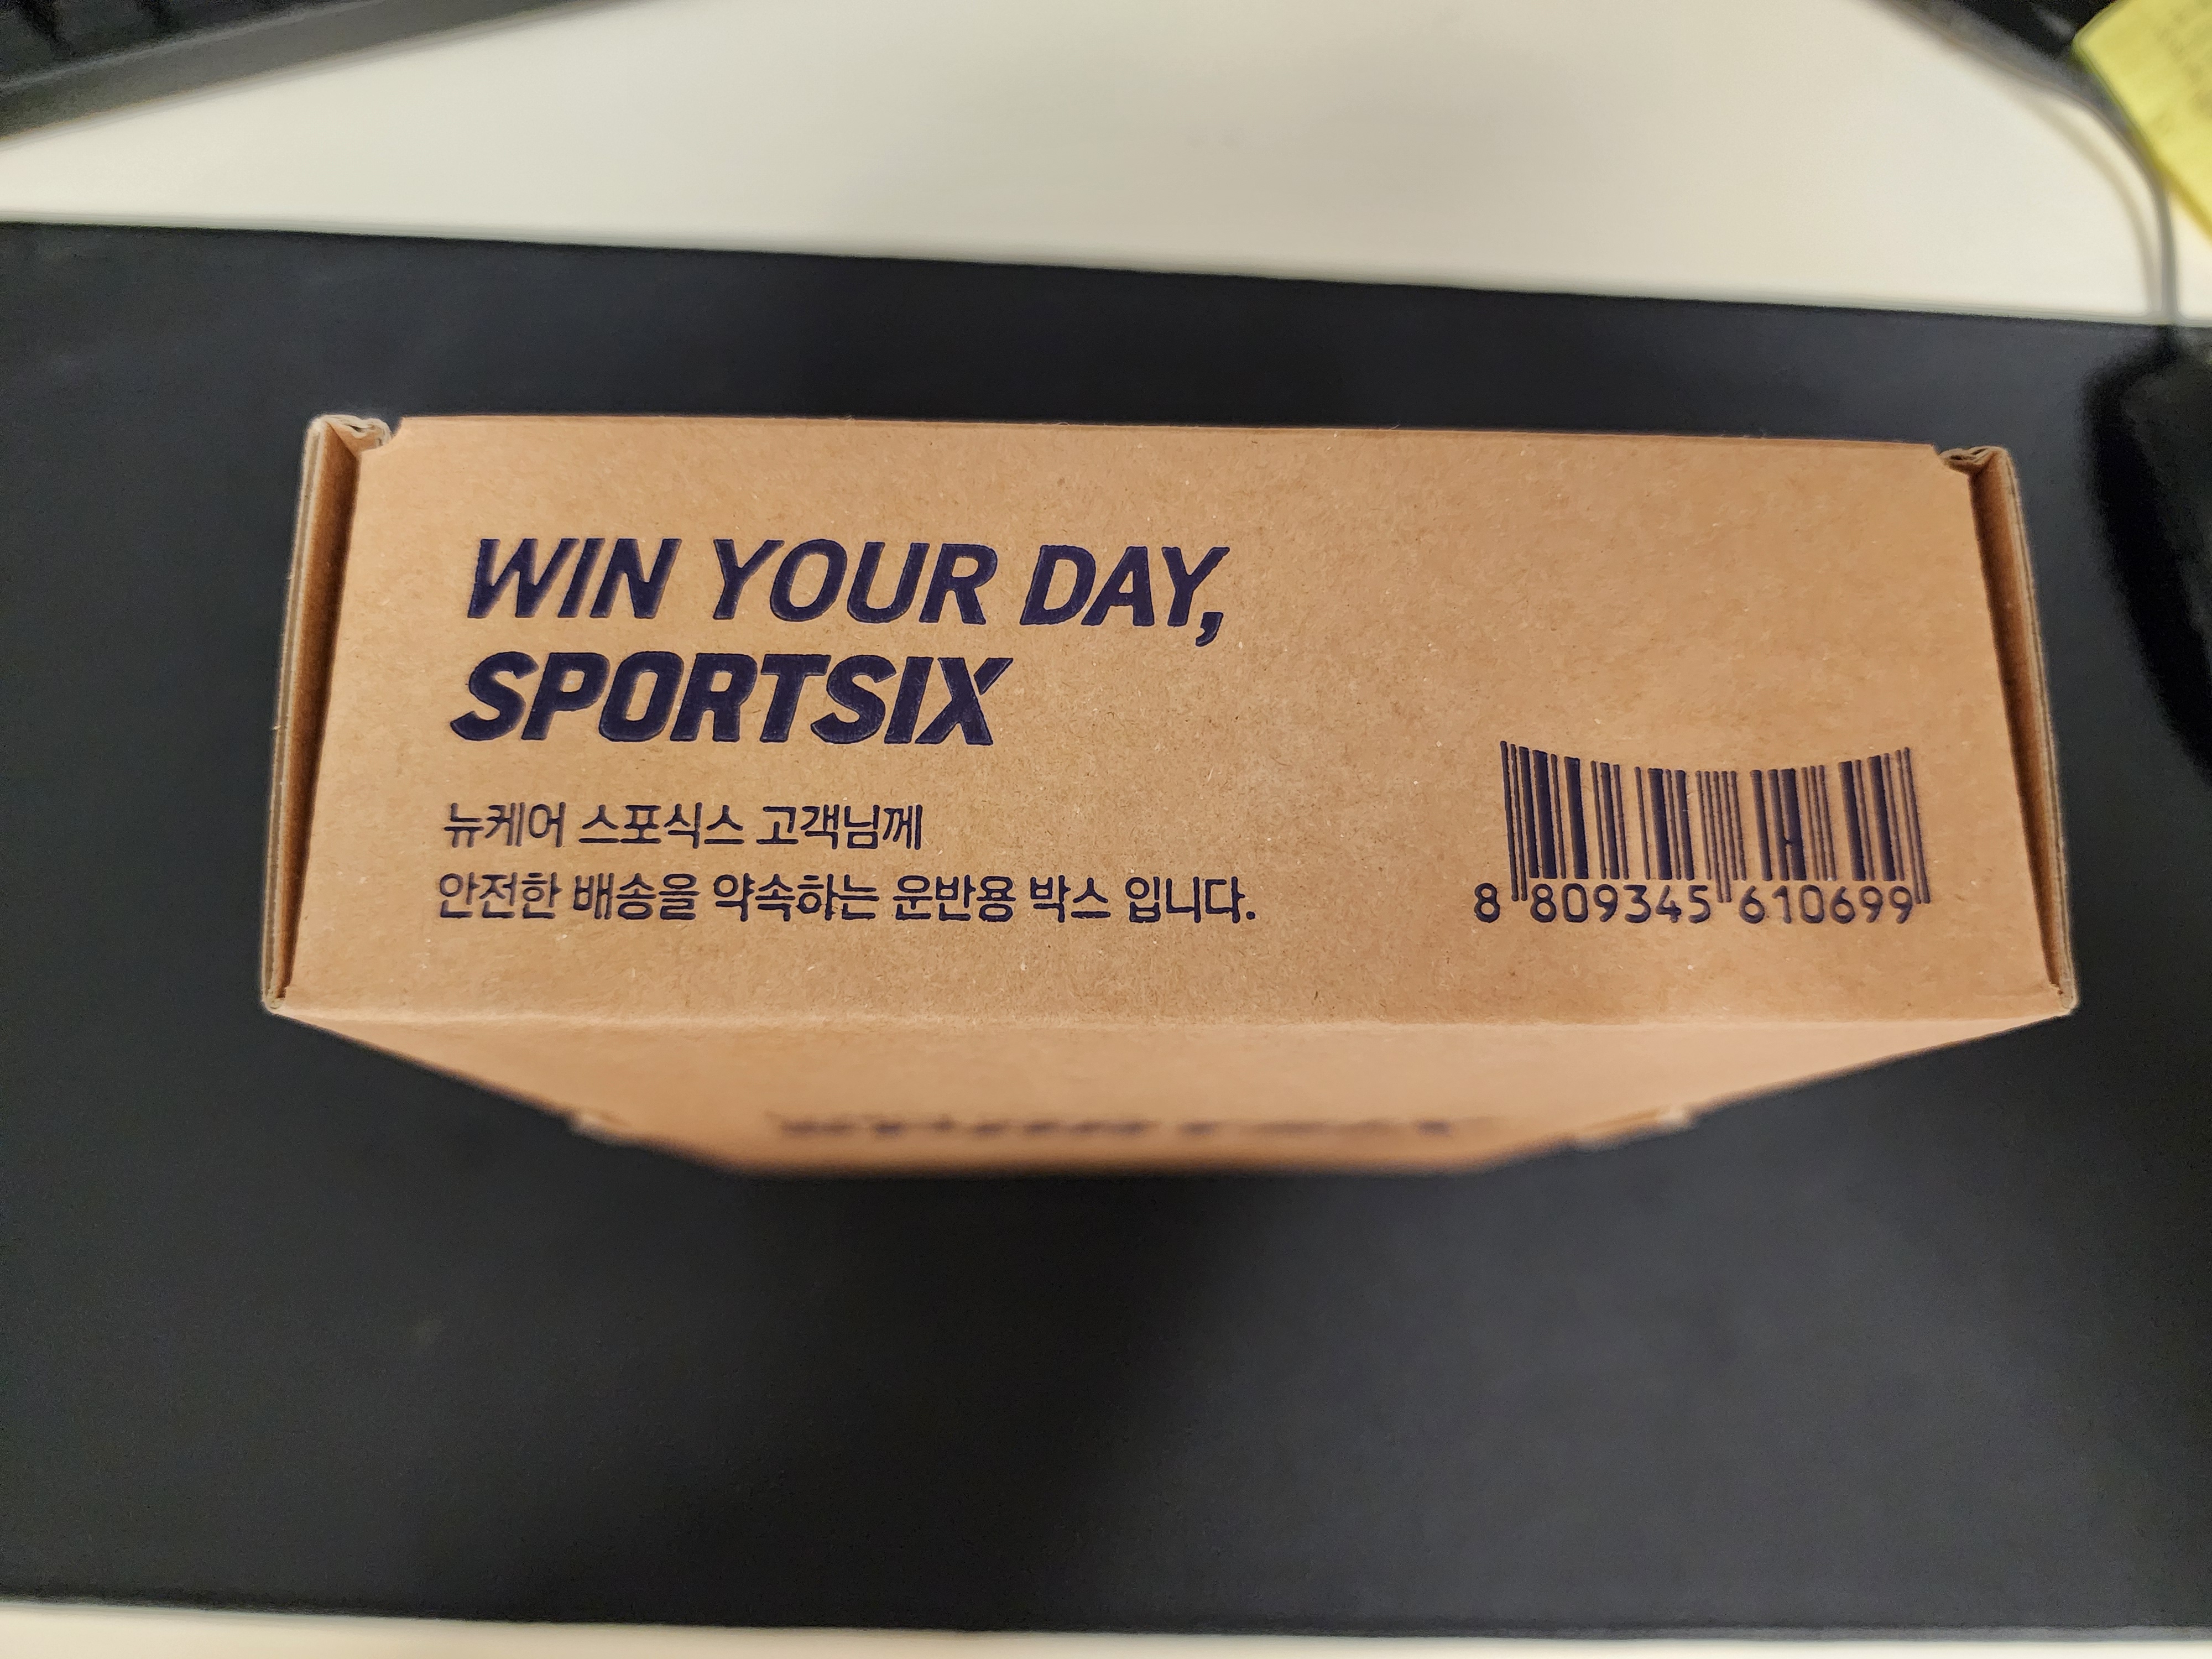 WIN YOUR DAY,
SPORTSIX
뉴케어 스포식스 고객님께
안전한 배송을 약속하는 운반용 박스 입니다.
8 809345 610699